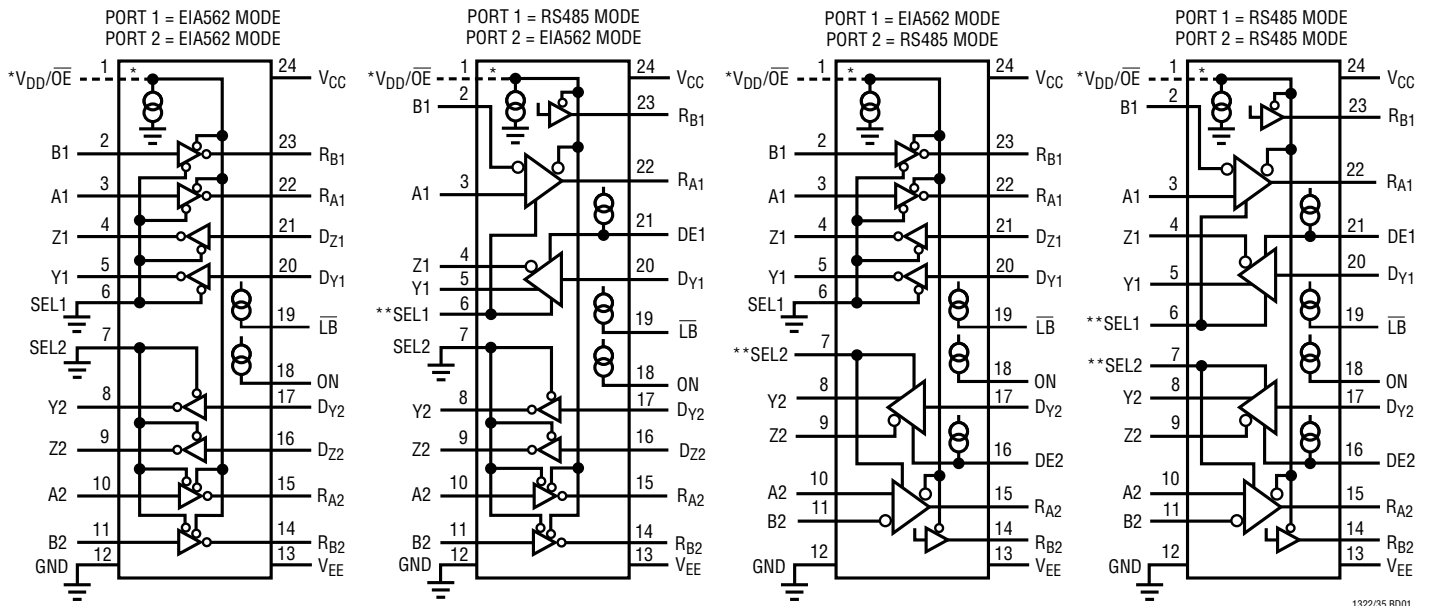 PORT 1 = EIA562 MODE
PORT 2 = EIA562 MODE
*VDD/OE
1
*
24
VCC
B1
2
23
RB1
A1
3
22
RA1
Z1
4
21
DZ1
Y1
5
20
DY1
SEL1
6
19
LB
SEL2
7
18
ON
Y2
8
17
DY2
Z2
9
16
DZ2
A2
10
15
RA2
B2
11
14
RB2
GND
12
13
VEE
PORT 1 = RS485 MODE
PORT 2 = EIA562 MODE
*VDD/OE
1
*
24
VCC
B1
2
23
RB1
A1
3
22
RA1
21
DE1
Z1
4
20
DY1
Y1
5
**SEL1
6
19
LB
SEL2
7
18
ON
Y2
8
17
DY2
Z2
9
16
DZ2
A2
10
15
RA2
B2
11
14
RB2
GND
12
13
VEE
PORT 1 = EIA562 MODE
PORT 2 = RS485 MODE
*VDD/OE
1
*
24
VCC
B1
2
23
RB1
A1
3
22
RA1
Z1
4
21
DZ1
Y1
5
20
DY1
SEL1
6
19
LB
**SEL2
7
18
ON
Y2
8
17
DY2
Z2
9
16
DE2
A2
10
15
RA2
B2
11
14
RB2
GND
12
13
VEE
PORT 1 = RS485 MODE
PORT 2 = RS485 MODE
*VDD/OE
1
*
24
VCC
B1
2
23
RB1
A1
3
22
RA1
Z1
4
21
DE1
Y1
5
20
DY1
**SEL1
6
19
LB
**SEL2
7
18
ON
Y2
8
17
DY2
Z2
9
16
DE2
A2
10
15
RA2
B2
11
14
RB2
GND
12
13
VEE
1322/35 BD01